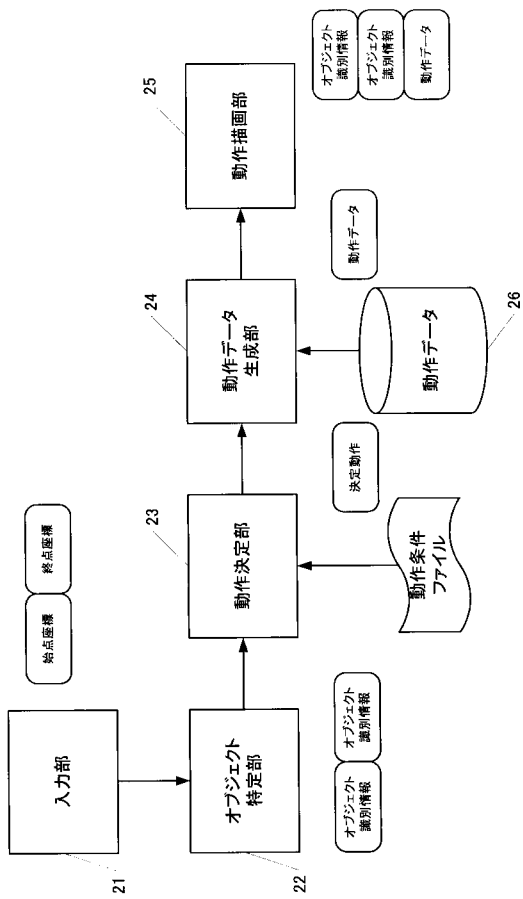 入力部
21
始点座標
終点座標
オブジェクト
特定部
22
オブジェクト
識別情報
オブジェクト
識別情報
動作決定部
23
動作条件
ファイル
決定動作
動作データ
生成部
24
動作データ
26
動作データ
動作描画部
25
オブジェクト
識別情報
オブジェクト
識別情報
動作データ